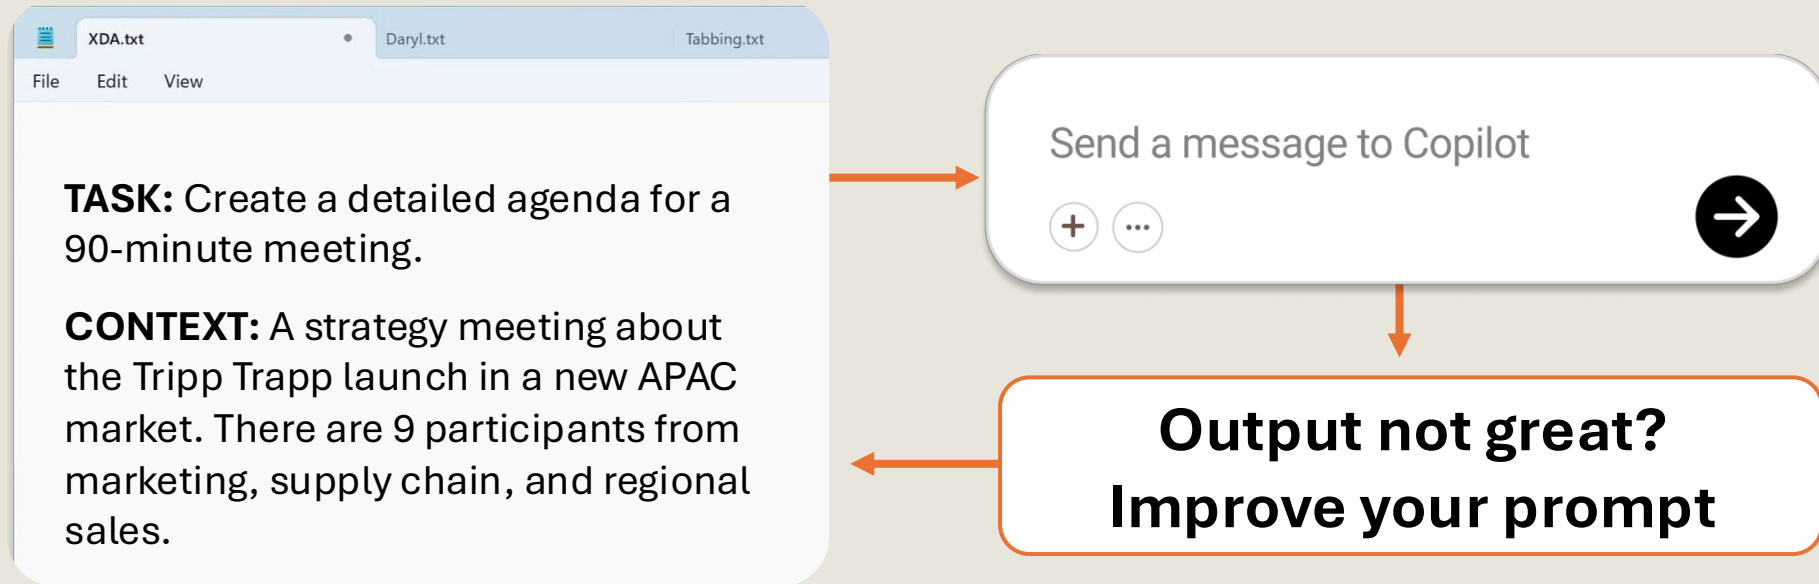 XDA.txt
Daryl.txt
Tabbing.txt
File Edit View
TASK: Create a detailed agenda for a
90-minute meeting.
CONTEXT: A strategy meeting about
the Tripp Trapp launch in a new APAC
market. There are 9 participants from
marketing, supply chain, and regional
sales.
Send a message to Copilot
Output not great?
Improve your prompt